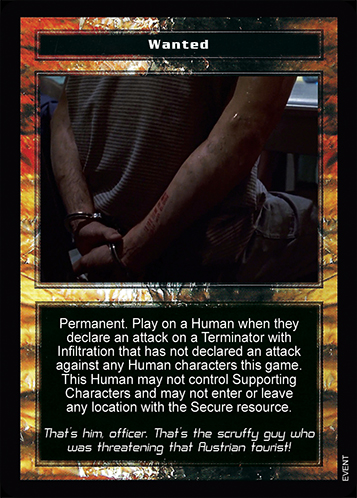 Wanted
Permanent. Play on a Human when they
declare an attack on a Terminator with
Infiltration that has not declared an attack
against any Human characters this game.
This Human may not control Supporting
Characters and may not enter or leave
any location with the Secure resource.
That's him, officer. That's the scruffy guy who
was threatening that Austrian tourist!
EVENT